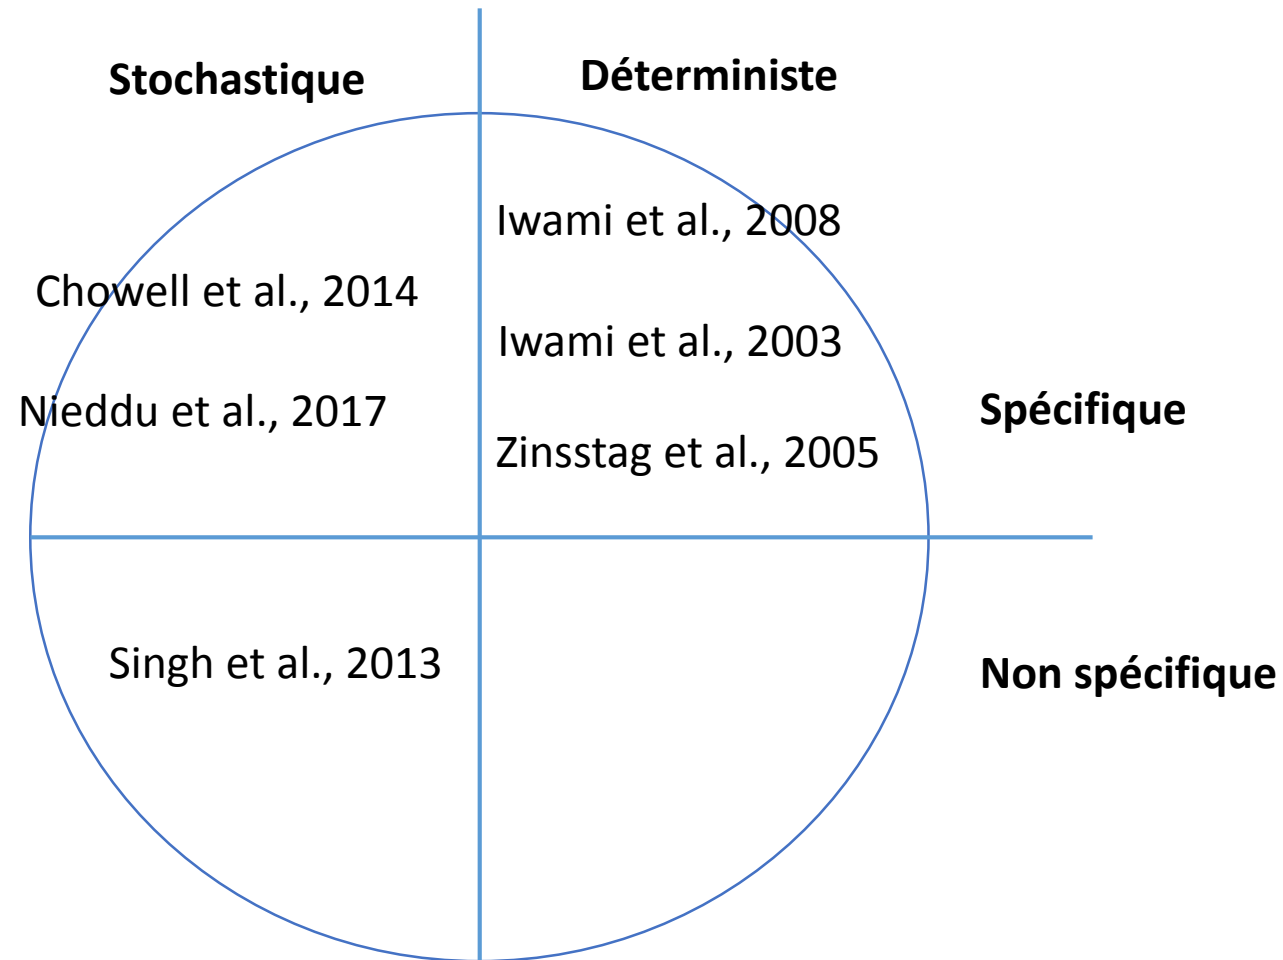 Stochastique
Déterministe
Iwami et al., 2008
Chowell et al., 2014
Iwami et al., 2003
Nieddu et al., 2017
Zinsstag et al., 2005
Spécifique
Singh et al., 2013
Non spécifique